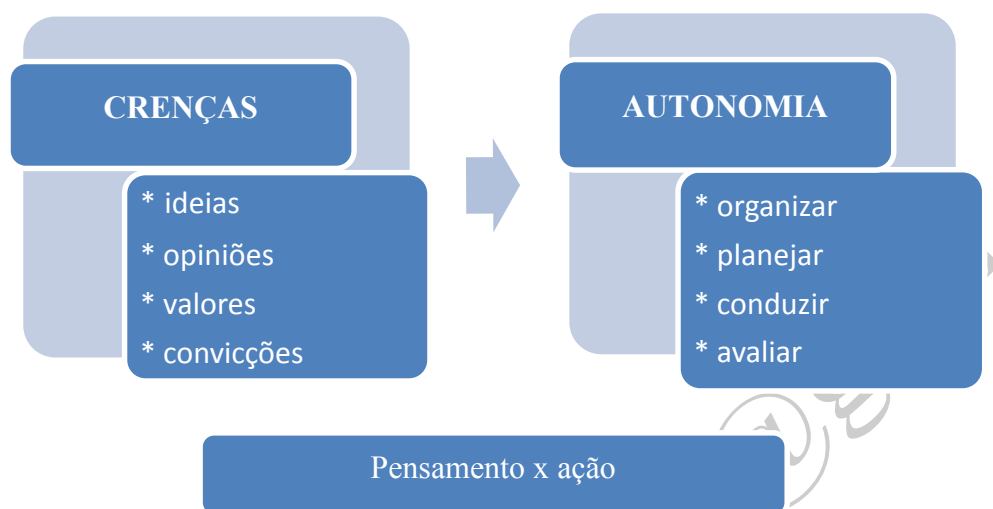 CRENÇAS
* ideias
* opiniões
* valores
* convicções
AUTONOMIA
* organizar
* planejar
* conduzir
* avaliar
Pensamento x ação